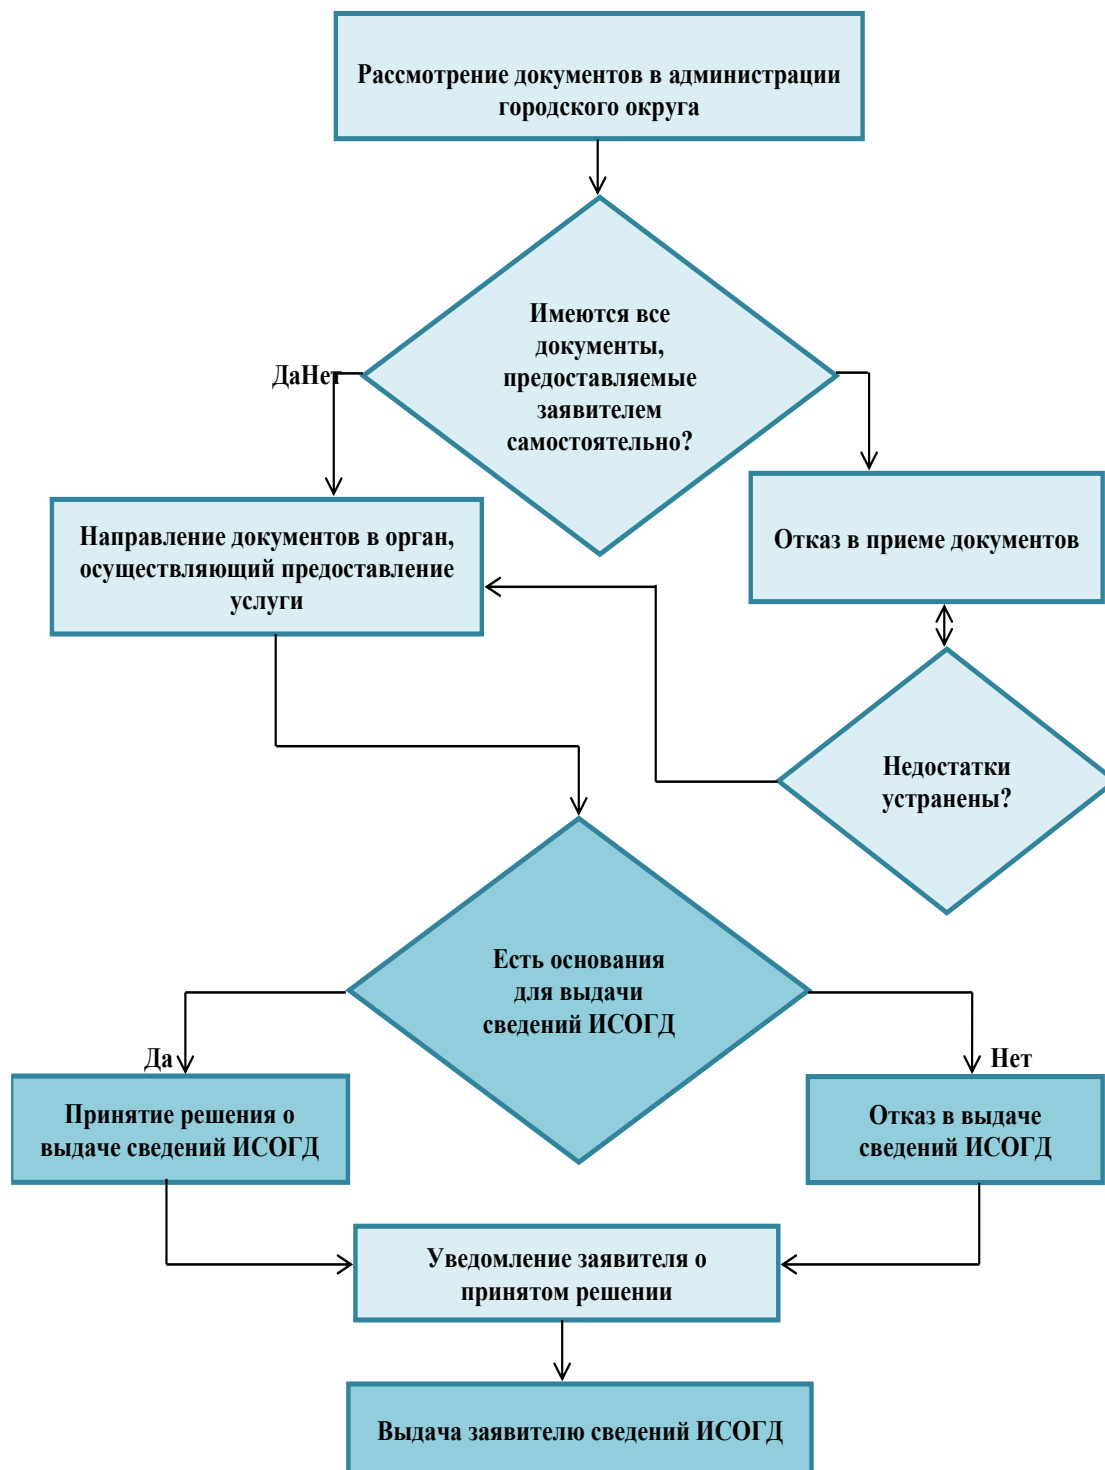 Рассмотрение документов в администрации
городского округа
Имеются все
документы,
предоставляемые
заявителем
самостоятельно?
ДаНет
Направление документов в орган,
осуществляющий предоставление
услуги
Отказ в приеме документов
Недостатки
устранены?
Есть основания
для выдачи
сведений ИСОГД
Да
Нет
Принятие решения о
выдаче сведений ИСОГД
Отказ в выдаче
сведений ИСОГД
Уведомление заявителя о
принятом решении
Выдача заявителю сведений ИСОГД